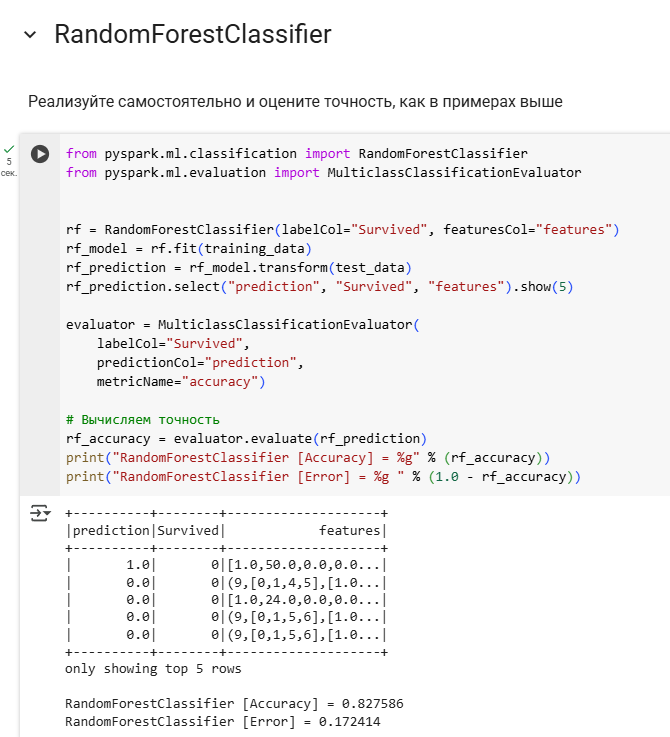 RandomForestClassifier
Реализуйте самостоятельно и оцените точность, как в примерах выше
5
сек.
from pyspark.ml.classification import RandomForestClassifier
from pyspark.ml.evaluation import MulticlassClassificationEvaluator
rf = RandomForestClassifier(labelCol="Survived", featuresCol="features")
rf_model = rf.fit(training_data)
rf_prediction = rf_model.transform(test_data)
rf_prediction.select("prediction", "Survived", "features").show(5)
evaluator = MulticlassClassificationEvaluator(
    labelCol="Survived",
    predictionCol="prediction",
    metricName="accuracy")
# Вычисляем точность
rf_accuracy = evaluator.evaluate(rf_prediction)
print("RandomForestClassifier [Accuracy] = %g" % (rf_accuracy))
print("RandomForestClassifier [Error] = %g " % (1.0 - rf_accuracy))
+----------+--------+--------------------+
|prediction|Survived|            features|
+----------+--------+--------------------+
|       1.0|       0|[1.0,50.0,0.0,0.0...|
|       0.0|       0|(9,[0,1,4,5],[1.0...|
|       0.0|       0|[1.0,24.0,0.0,0.0...|
|       0.0|       0|(9,[0,1,5,6],[1.0...|
|       0.0|       0|(9,[0,1,5,6],[1.0...|
+----------+--------+--------------------+
only showing top 5 rows
RandomForestClassifier [Accuracy] = 0.827586
RandomForestClassifier [Error] = 0.172414